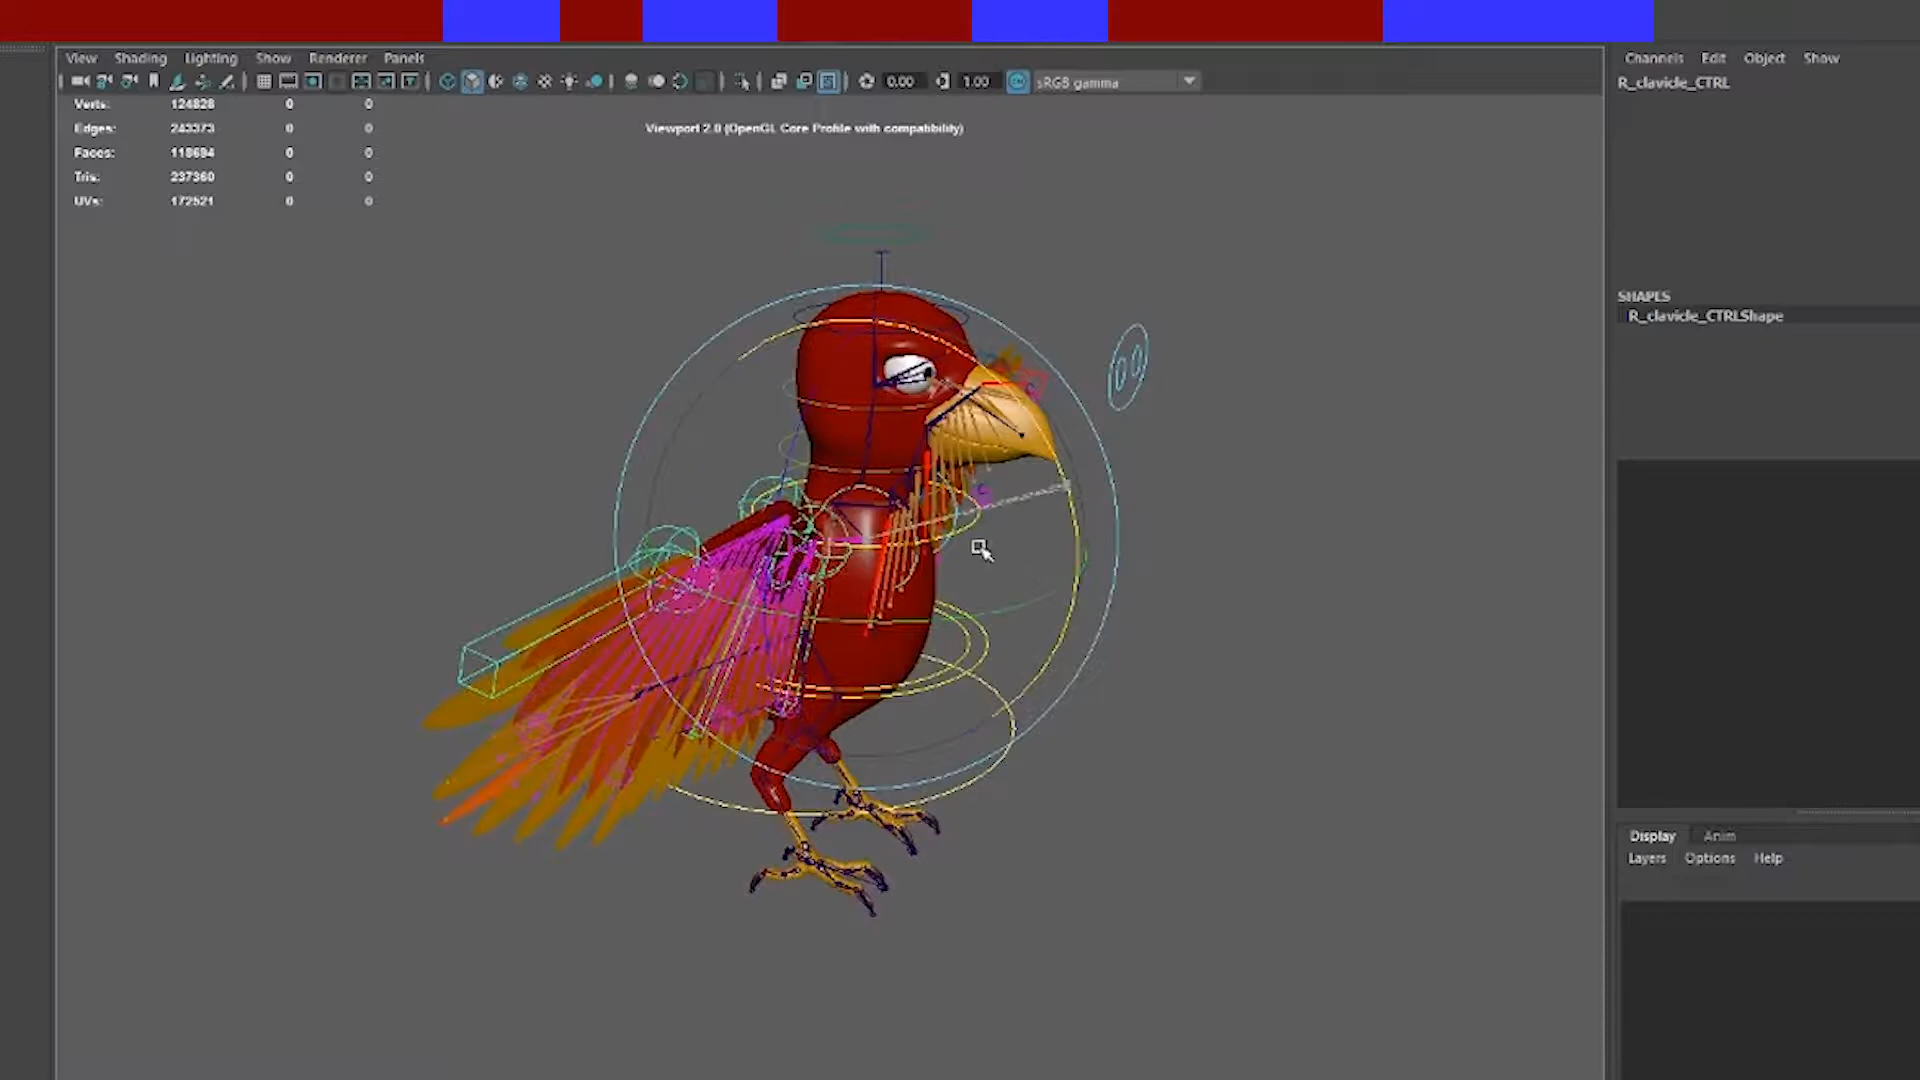 View Shading Lighting Show Renderer Panels
0.00 1.00 sRGB gamma
Verts: 124828 0 0
Edges: 243373 0 0
Faces: 118694 0 0
Tris: 237360 0 0
UVs: 172521 0 0
Viewport 2.0 (OpenGL Core Profile with compatibility)
Channels Edit Object Show
R_clavicle_CTRL
SHAPES
R_clavicle_CTRLShape
Display Anim
Layers Options Help